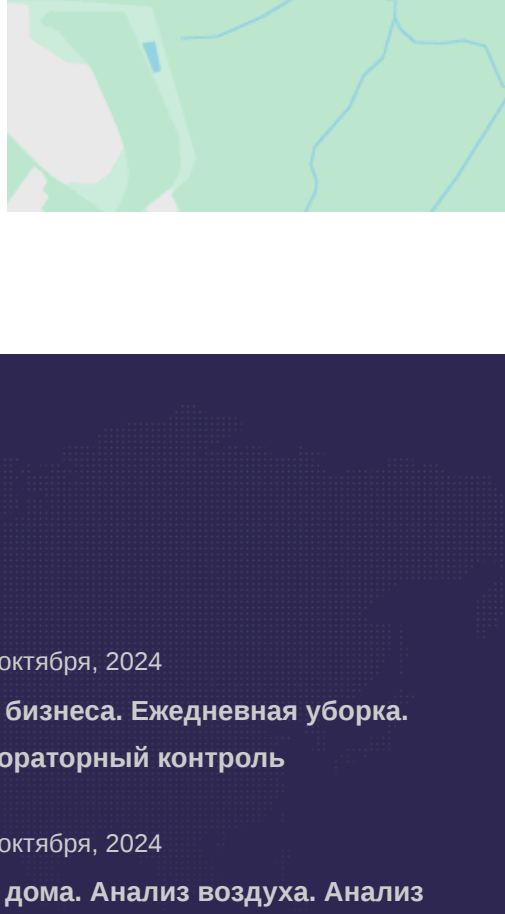 октября, 2024
бизнеса. Ежедневная уборка.
ораторный контроль
октября, 2024
дома. Анализ воздуха. Анализ